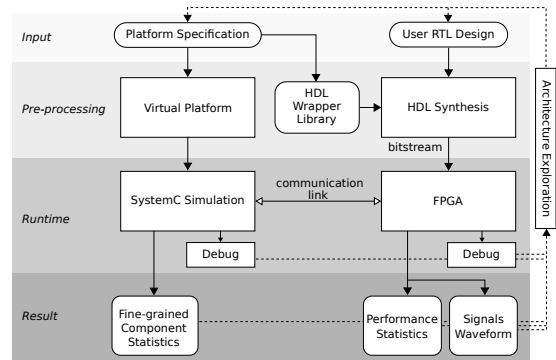 Input
Platform Specification
User RTL Design
Pre-processing
Virtual Platform
HDL
Wrapper
Library
HDL Synthesis
bitstream
Architecture Exploration
Runtime
SystemC Simulation
communication
link
FPGA
Debug
Debug
Result
Fine-grained
Component
Statistics
Performance
Statistics
Signals
Waveform